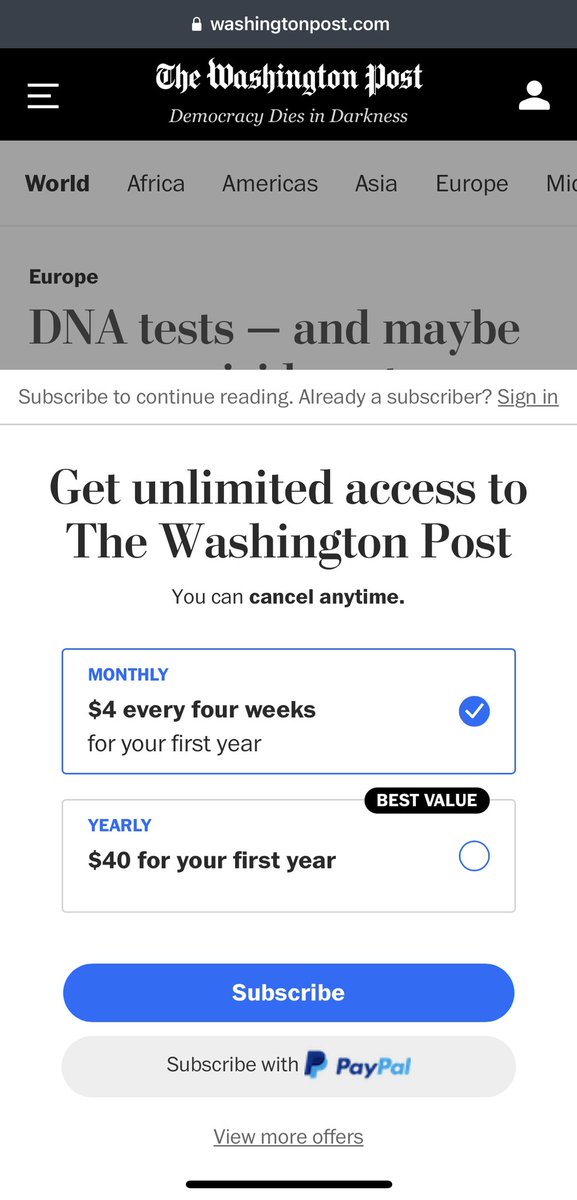 washingtonpost.com
The Washington Post
Democracy Dies in Darkness
World Africa Americas Asia Europe
Europe
DNA tests — and maybe
Subscribe to continue reading. Already a subscriber? Sign in
Get unlimited access to
The Washington Post
You can cancel anytime.
MONTHLY
$4 every four weeks
for your first year
BEST VALUE
YEARLY
$40 for your first year
Subscribe
Subscribe with PayPal
View more offers